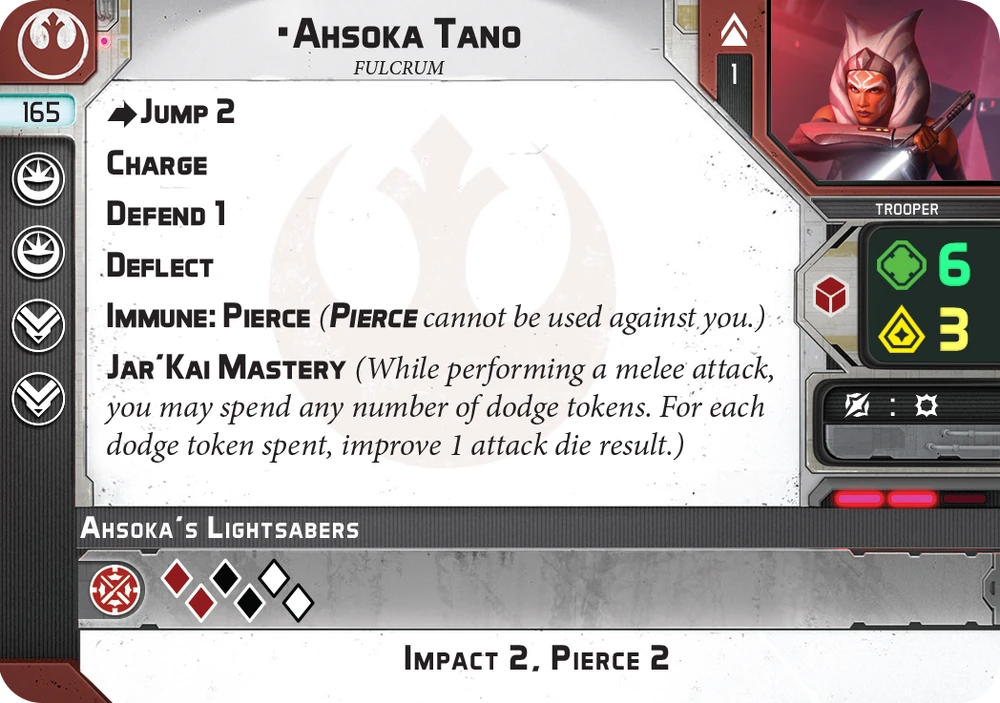 ▪Ahsoka Tano
FULCRUM
1
165
Jump 2
Charge
Defend 1
Deflect
Immune: Pierce (Pierce cannot be used against you.)
Jar'Kai Mastery (While performing a melee attack,
you may spend any number of dodge tokens. For each
dodge token spent, improve 1 attack die result.)
TROOPER
6
3
:
Ahsoka's Lightsabers
Impact 2, Pierce 2